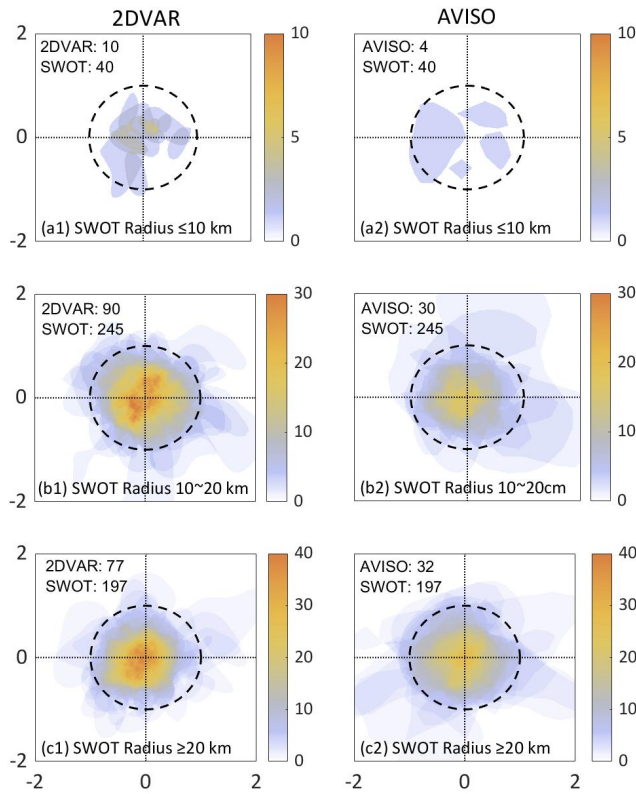 2DVAR
AVISO
2
0
-2
2DVAR: 10
SWOT: 40
(a1) SWOT Radius ≤10 km
10
5
0
AVISO: 4
SWOT: 40
(a2) SWOT Radius ≤10 km
10
5
0
2
0
-2
2DVAR: 90
SWOT: 245
(b1) SWOT Radius 10~20 km
30
20
10
0
AVISO: 30
SWOT: 245
(b2) SWOT Radius 10~20cm
30
20
10
0
2
0
-2
2DVAR: 77
SWOT: 197
(c1) SWOT Radius ≥20 km
-2 0 2
40
30
20
10
0
AVISO: 32
SWOT: 197
(c2) SWOT Radius ≥20 km
-2 0 2
40
30
20
10
0